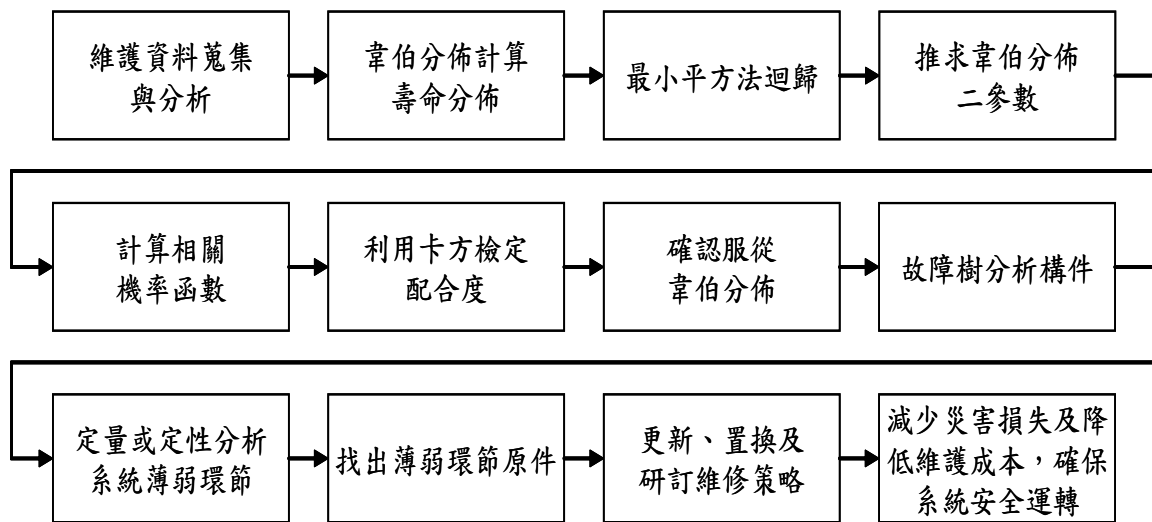 維護資料蒐集
與分析
韋伯分佈計算
壽命分佈
最小平方法迴歸
推求韋伯分佈
二參數
計算相關
機率函數
利用卡方檢定
配合度
確認服從
韋伯分佈
故障樹分析構件
定量或定性分析
系統薄弱環節
找出薄弱環節原件
更新、置換及
研訂維修策略
減少災害損失及降
低維護成本，確保
系統安全運轉